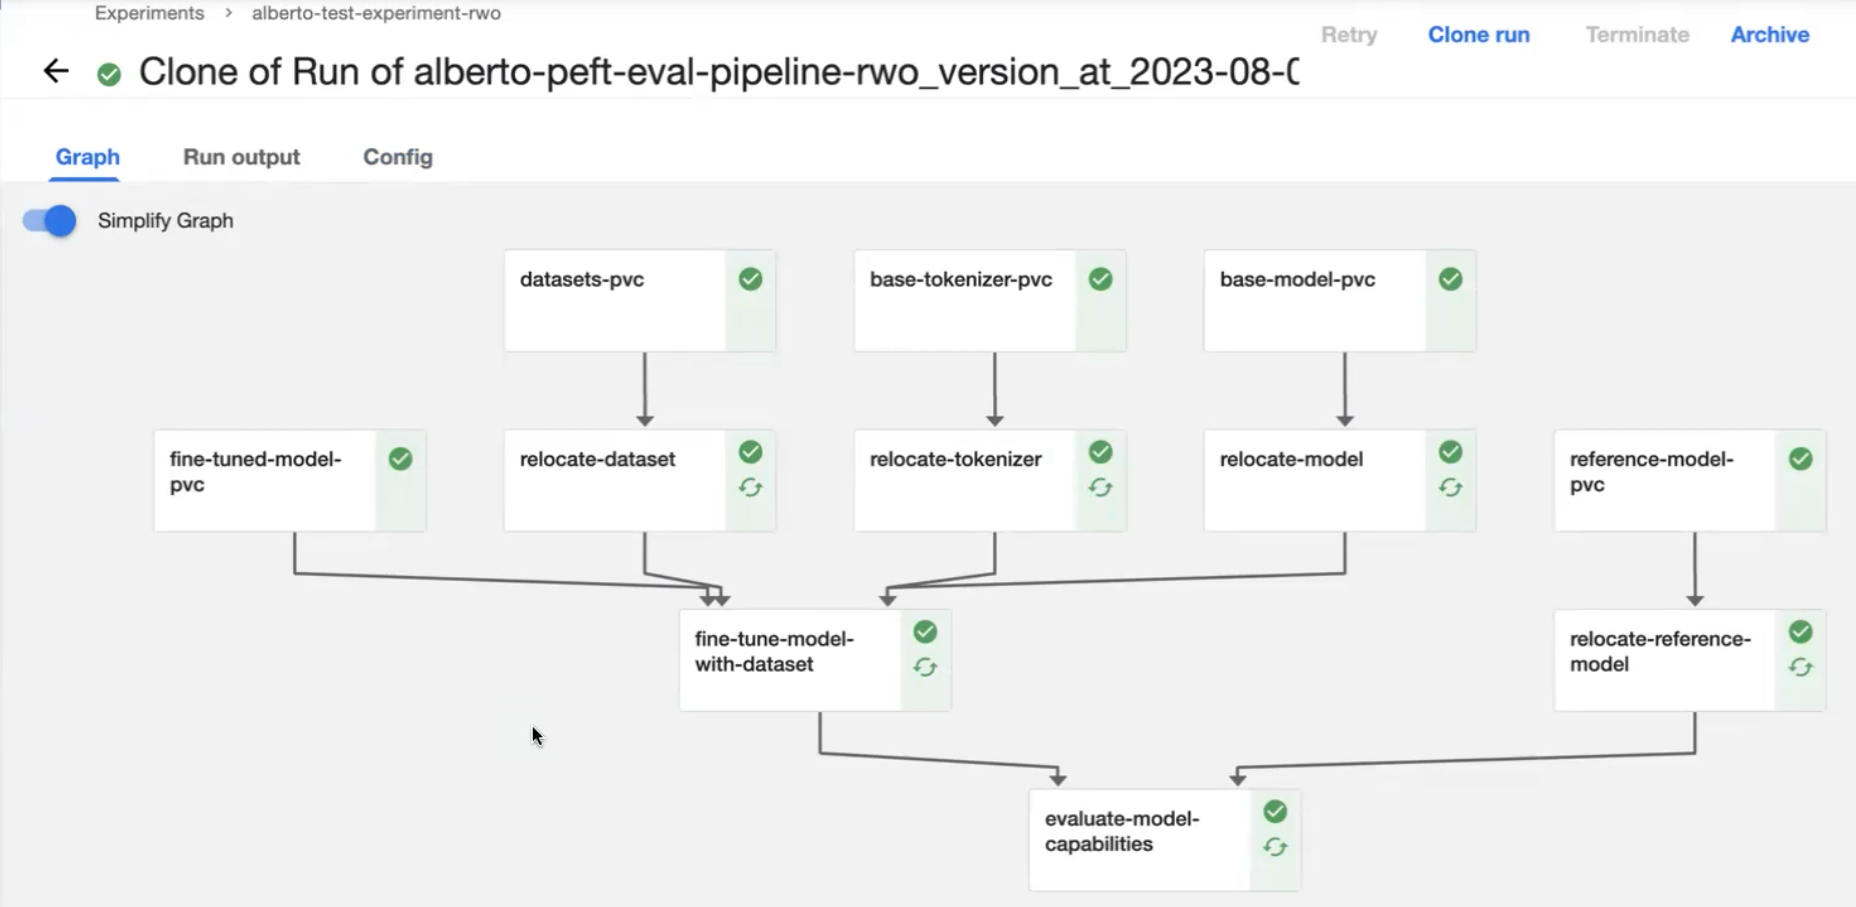 Experiments > alberto-test-experiment-rwo
Retry Clone run Terminate Archive
Clone of Run of alberto-peft-eval-pipeline-rwo_version_at_2023-08-
Graph Run output Config
Simplify Graph
datasets-pvc
base-tokenizer-pvc
base-model-pvc
fine-tuned-model-
pvc
relocate-dataset
relocate-tokenizer
relocate-model
reference-model-
pvc
fine-tune-model-
with-dataset
relocate-reference-
model
evaluate-model-
capabilities